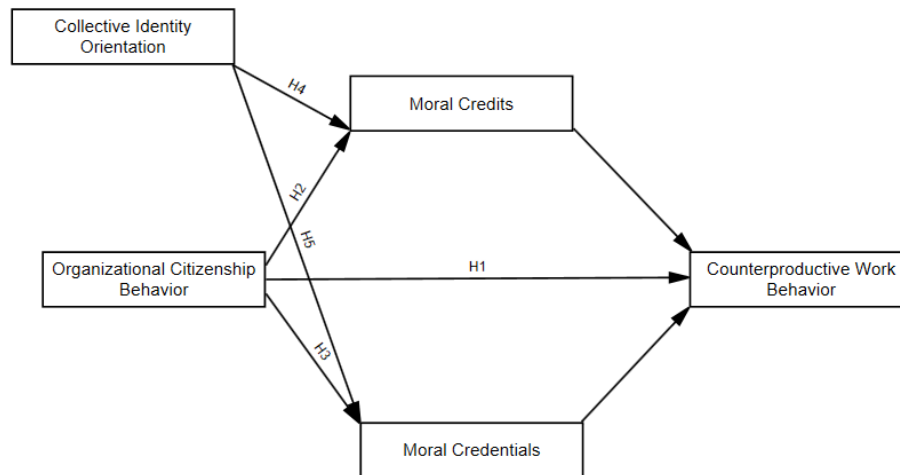 Collective Identity
Orientation
H4
Moral Credits
H2
H5
Organizational Citizenship
Behavior
H1
Counterproductive Work
Behavior
H3
Moral Credentials